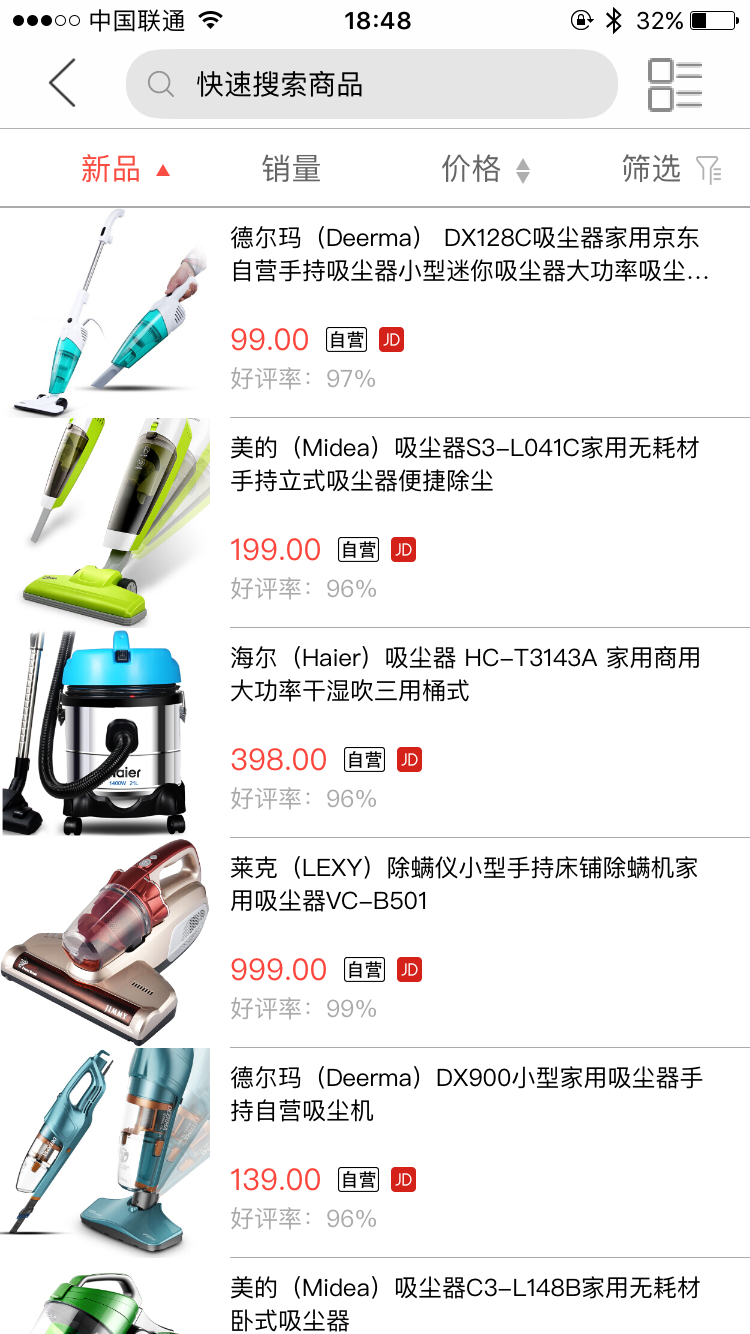 中国联通
18:48
32%
快速搜索商品
新品
销量
价格
筛选
德尔玛（Deerma） DX128C吸尘器家用京东
自营手持吸尘器小型迷你吸尘器大功率吸尘...
99.00 自营 JD
好评率：97%
美的（Midea）吸尘器S3-L041C家用无耗材
手持立式吸尘器便捷除尘
199.00 自营 JD
好评率：96%
海尔（Haier）吸尘器 HC-T3143A 家用商用
大功率干湿吹三用桶式
Haier
1400W 21L
398.00 自营 JD
好评率：96%
莱克（LEXY）除螨仪小型手持床铺除螨机家
用吸尘器VC-B501
JIMMY
999.00 自营 JD
好评率：99%
德尔玛（Deerma）DX900小型家用吸尘器手
持自营吸尘机
139.00 自营 JD
好评率：96%
美的（Midea）吸尘器C3-L148B家用无耗材
卧式吸尘器